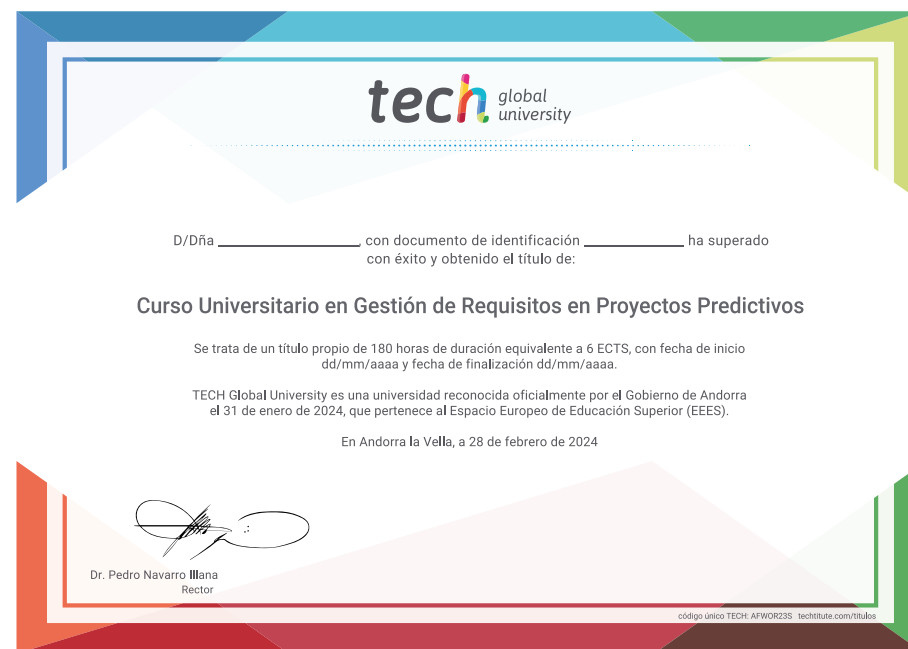 tech global university
D/Dña ____________________, con documento de identificación ______________ ha superado
con éxito y obtenido el título de:
Curso Universitario en Gestión de Requisitos en Proyectos Predictivos
Se trata de un título propio de 180 horas de duración equivalente a 6 ECTS, con fecha de inicio
dd/mm/aaaa y fecha de finalización dd/mm/aaaa.
TECH Global University es una universidad reconocida oficialmente por el Gobierno de Andorra
el 31 de enero de 2024, que pertenece al Espacio Europeo de Educación Superior (EEES).
En Andorra la Vella, a 28 de febrero de 2024
Dr. Pedro Navarro Illana
Rector
código único TECH: AFWOR23S techtitute.com/titulos